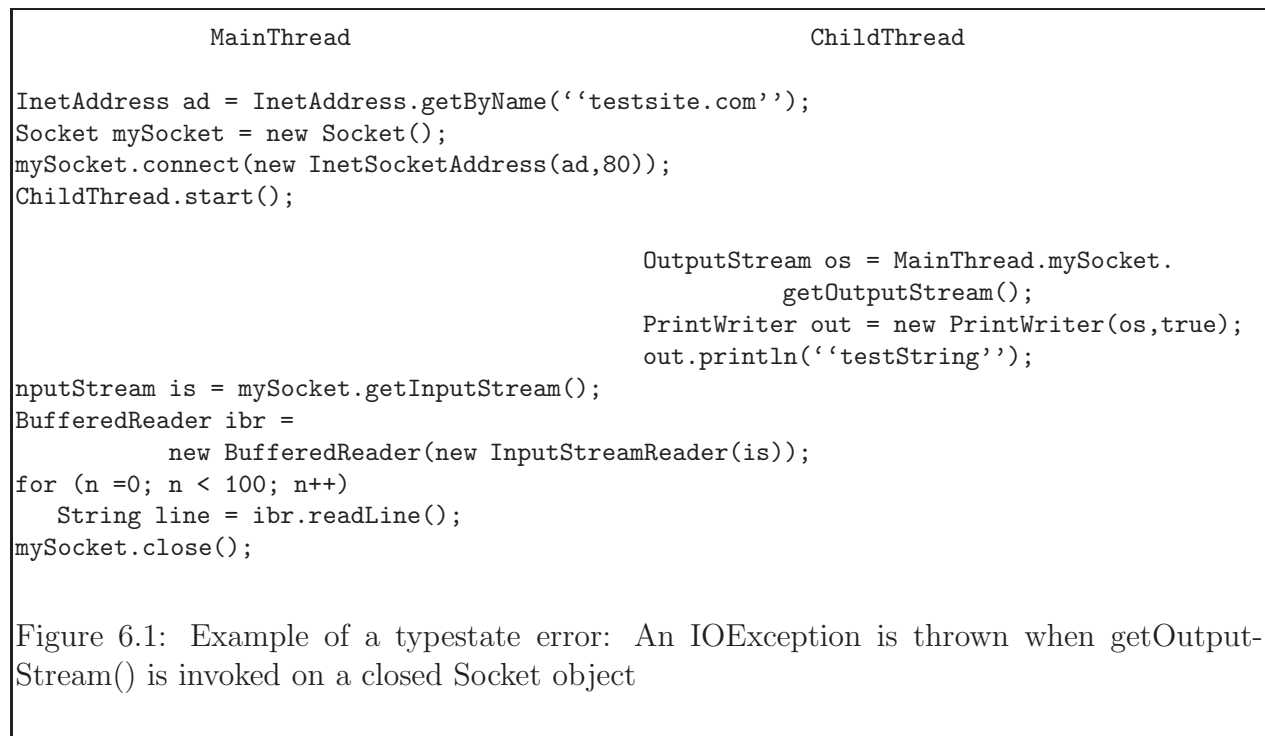 MainThread ChildThread
InetAddress ad = InetAddress.getByName(‘‘testsite.com’’);
Socket mySocket = new Socket();
mySocket.connect(new InetSocketAddress(ad,80));
ChildThread.start();
OutputStream os = MainThread.mySocket.
getOutputStream();
PrintWriter out = new PrintWriter(os,true);
out.println(‘‘testString’’);
nputStream is = mySocket.getInputStream();
BufferedReader ibr =
new BufferedReader(new InputStreamReader(is));
for (n =0; n < 100; n++)
String line = ibr.readLine();
mySocket.close();
Figure 6.1: Example of a typestate error: An IOException is thrown when getOutput-
Stream() is invoked on a closed Socket object